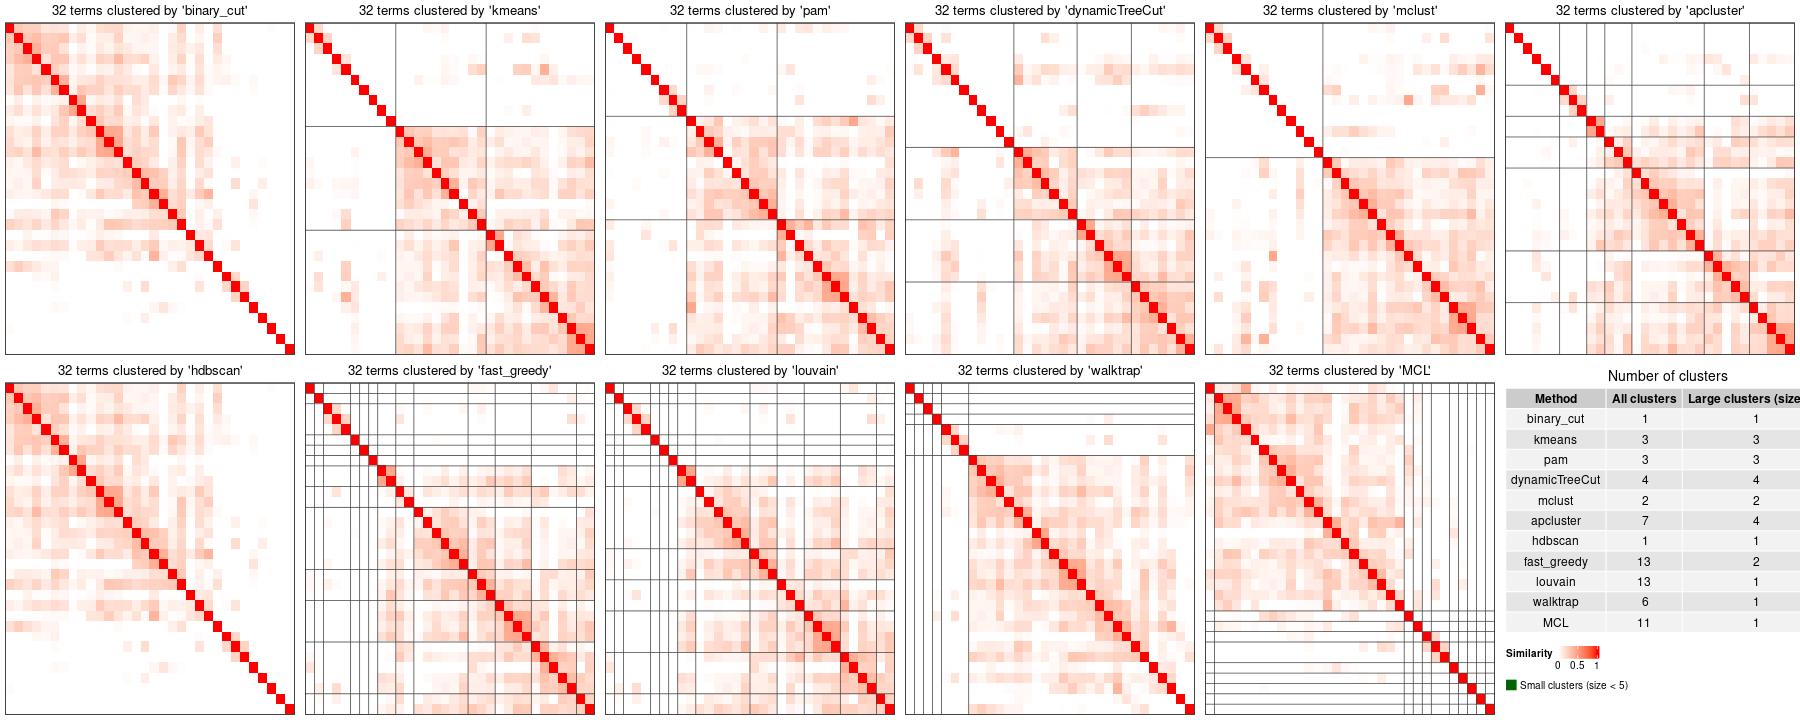 32 terms clustered by 'binary_cut'
32 terms clustered by 'kmeans'
32 terms clustered by 'pam'
32 terms clustered by 'dynamicTreeCut'
32 terms clustered by 'mclust'
32 terms clustered by 'apcluster'
32 terms clustered by 'hdbscan'
32 terms clustered by 'fast_greedy'
32 terms clustered by 'louvain'
32 terms clustered by 'walktrap'
32 terms clustered by 'MCL'
Number of clusters
Method All clusters Large clusters (size
binary_cut 1 1
kmeans 3 3
pam 3 3
dynamicTreeCut 4 4
mclust 2 2
apcluster 7 4
hdbscan 1 1
fast_greedy 13 2
louvain 13 1
walktrap 6 1
MCL 11 1
Similarity
0 0.5 1
Small clusters (size < 5)